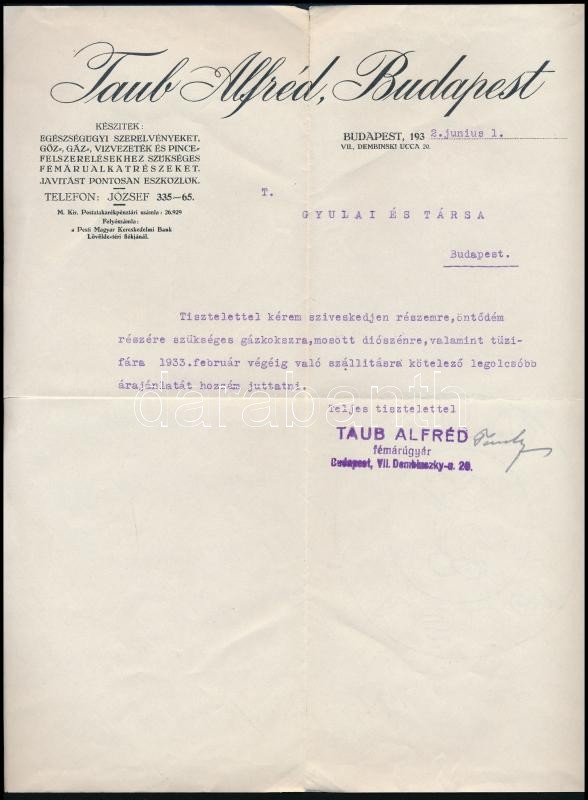 Taub Alfréd, Budapest
KÉSZITEK:
EGÉSZSÉGÜGYI SZERELVÉNYEKET,
GŐZ-, GÁZ-, VIZVEZETÉK ÉS PINCE-
FELSZERELÉSEKHEZ SZÜKSÉGES
FÉMÁRUALKATRÉSZEKET.
JAVITÁST PONTOSAN ESZKÖZLÖK.
TELEFON: JÓZSEF 335—65.
M. Kir. Postatakarékpénztári számla: 26.929
Folyószámla:
a Pesti Magyar Kereskedelmi Bank
Lövölde-téri fiókjánál.
BUDAPEST, 193 2.junius 1.
VII., DEMBINSKI UCCA 20.
T.
GYULAI ÉS TÁRSA
Budapest.
Tisztelettel kérem sziveskedjen részemre,öntődém
részére szükséges gázkokszra,mosott diószénre,valamint tüzi-
fára 1933.február végéig való szállitásra kötelező legolcsóbb
árajánlatát hozzám juttatni.
darabanth
Teljes tisztelettel
TAUB ALFRÉD
fémárúgyár
Budapest, VII. Dembinszky-u. 20.